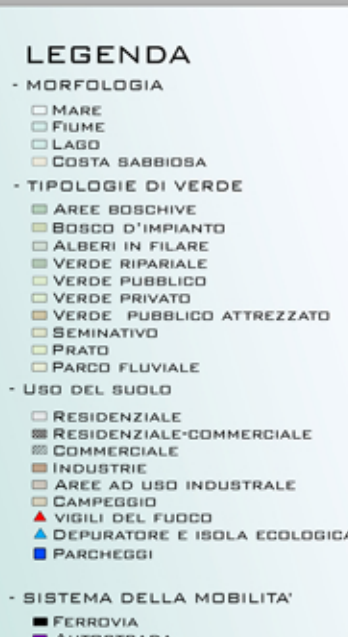 LEGENDA
- MORFOLOGIA
MARE
FIUME
LAGO
COSTA SABBIOSA
- TIPOLOGIE DI VERDE
AREE BOSCHIVE
BOSCO D'IMPIANTO
ALBERI IN FILARE
VERDE RIPARIALE
VERDE PUBBLICO
VERDE PRIVATO
VERDE PUBBLICO ATTREZZATO
SEMINATIVO
PRATO
PARCO FLUVIALE
- USO DEL SUOLO
RESIDENZIALE
RESIDENZIALE-COMMERCIALE
COMMERCIALE
INDUSTRIE
AREE AD USO INDUSTRALE
CAMPEGGIO
VIGILI DEL FUOCO
DEPURATORE E ISOLA ECOLOGICA
PARCHEGGI
- SISTEMA DELLA MOBILITA'
FERROVIA